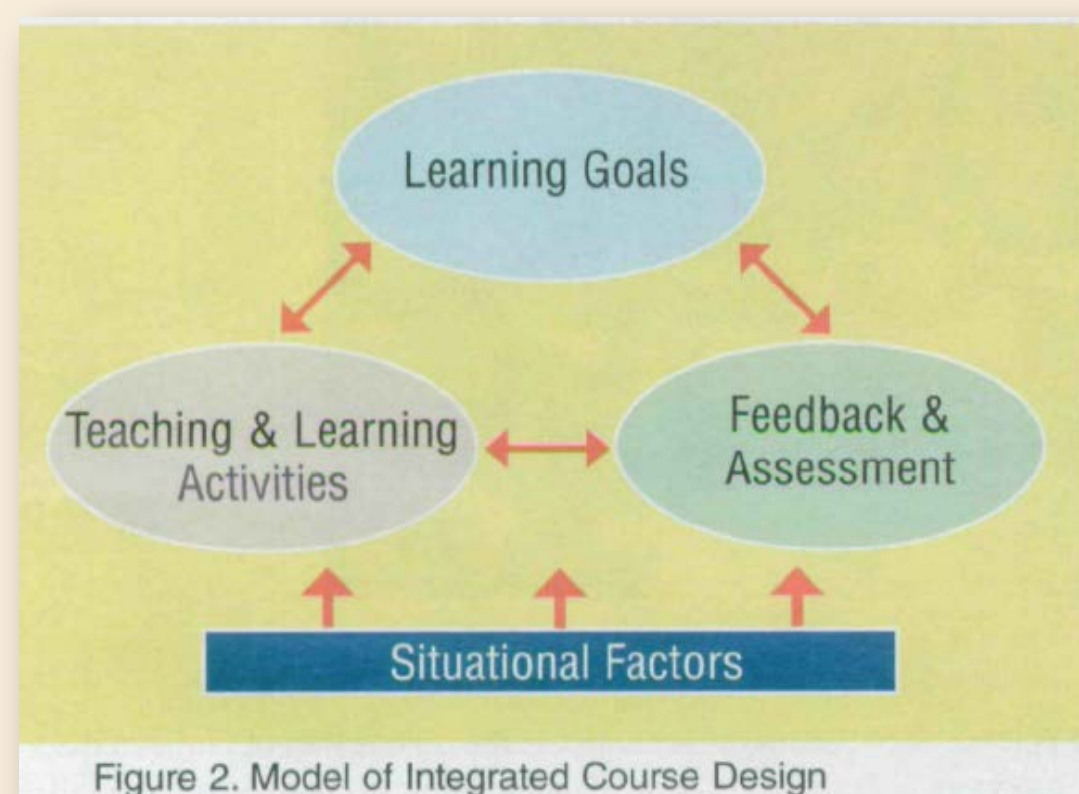 Learning Goals
Teaching & Learning
Activities
Feedback &
Assessment
Situational Factors
Figure 2. Model of Integrated Course Design